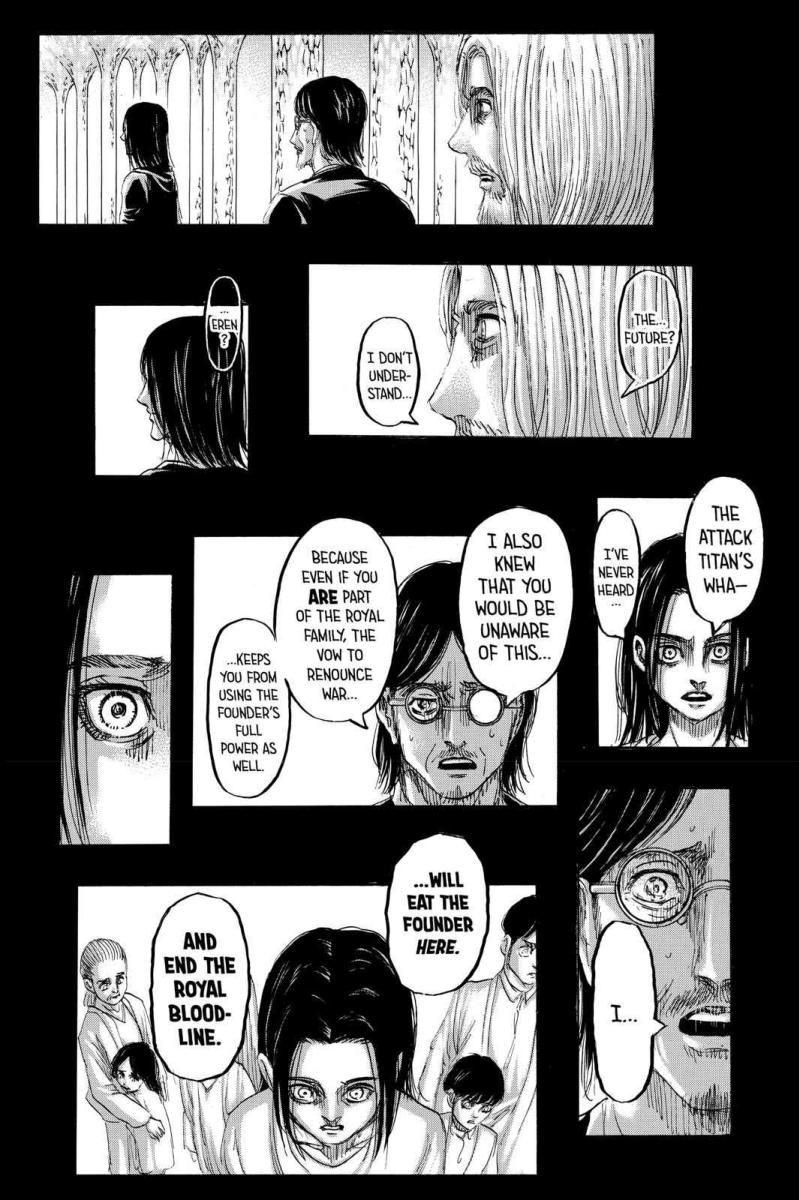 THE...
FUTURE?
I DON'T
UNDER-
STAND...
...
EREN
?
THE
ATTACK
TITAN'S
WHA—
I'VE
NEVER
HEARD
...
I ALSO
KNEW
THAT YOU
WOULD BE
UNAWARE
OF THIS...
BECAUSE
EVEN IF YOU
ARE PART
OF THE ROYAL
FAMILY, THE
VOW TO
RENOUNCE
WAR...
...KEEPS
YOU FROM
USING THE
FOUNDER'S
FULL
POWER AS
WELL.
I...
...WILL
EAT THE
FOUNDER
HERE.
AND
END THE
ROYAL
BLOOD-
LINE.